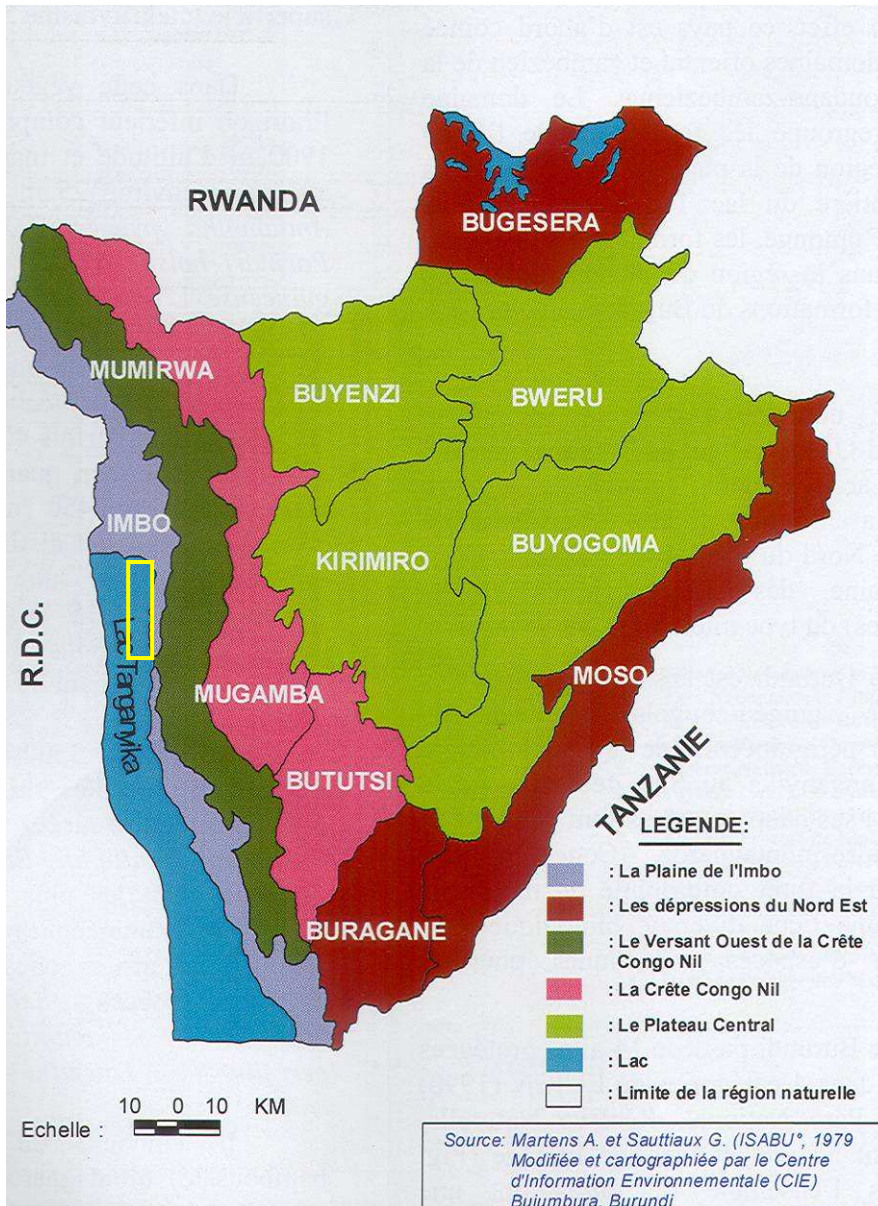 RWANDA
BUGESERA
MUMIRWA
BUYENZI
BWERU
IMBO
KIRIMIRO
BUYOGOMA
R.D.C.
Lac Tanganyika
MUGAMBA
MOSO
BUTUTSI
TANZANIE
BURAGANE
LEGENDE:
: La Plaine de l'Imbo
: Les dépressions du Nord Est
: Le Versant Ouest de la Crête
Congo Nil
: La Crête Congo Nil
: Le Plateau Central
: Lac
: Limite de la région naturelle
10 0 10 KM
Echelle :
Source: Martens A. et Sauttiaux G. (ISABU°, 1979
Modifiée et cartographiée par le Centre
d'Information Environnementale (CIE)
Bujumbura, Burundi